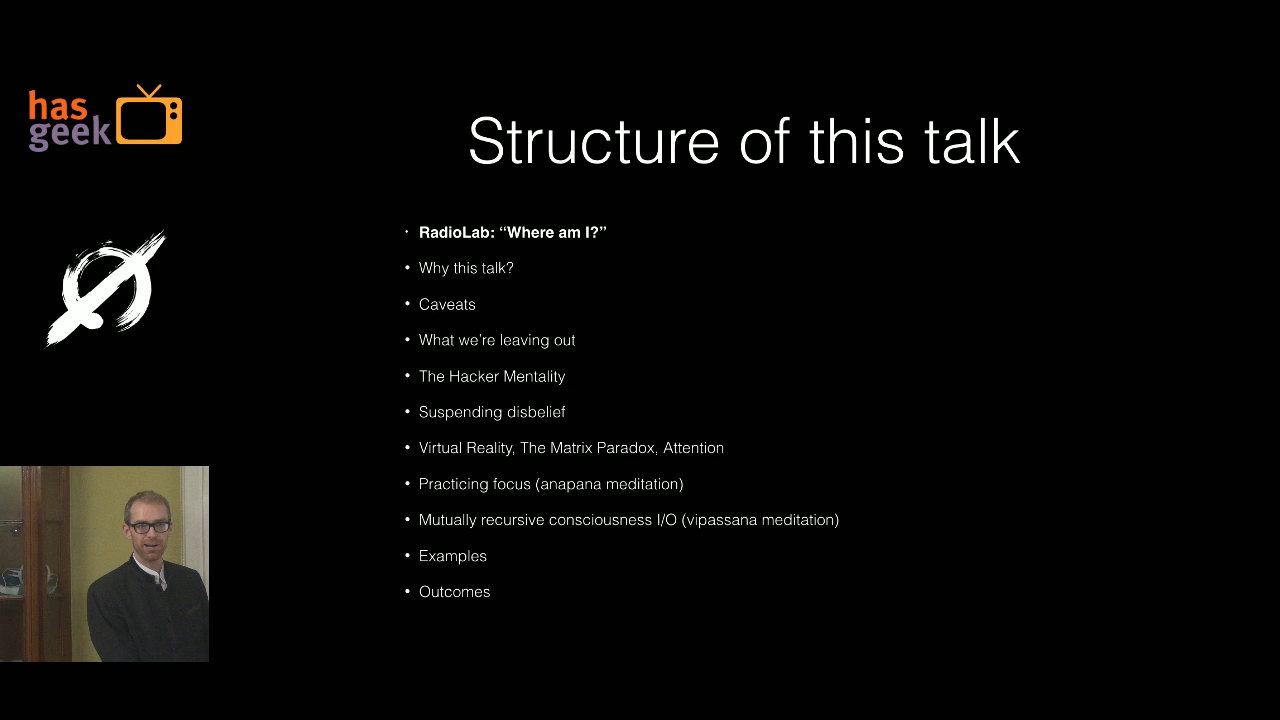 has
geek
Structure of this talk
• RadioLab: “Where am I?”
• Why this talk?
• Caveats
• What we’re leaving out
• The Hacker Mentality
• Suspending disbelief
• Virtual Reality, The Matrix Paradox, Attention
• Practicing focus (anapana meditation)
• Mutually recursive consciousness I/O (vipassana meditation)
• Examples
• Outcomes